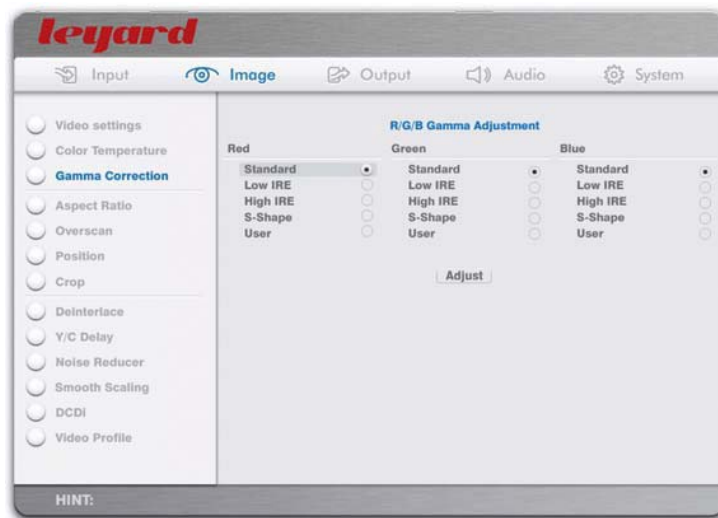 leyard
Input Image Output Audio System
Video settings
Color Temperature
Gamma Correction
Aspect Ratio
Overscan
Position
Crop
Deinterlace
Y/C Delay
Noise Reducer
Smooth Scaling
DCDi
Video Profile
R/G/B Gamma Adjustment
Red Green Blue
Standard Standard Standard
Low IRE Low IRE Low IRE
High IRE High IRE High IRE
S-Shape S-Shape S-Shape
User User User
Adjust
HINT: